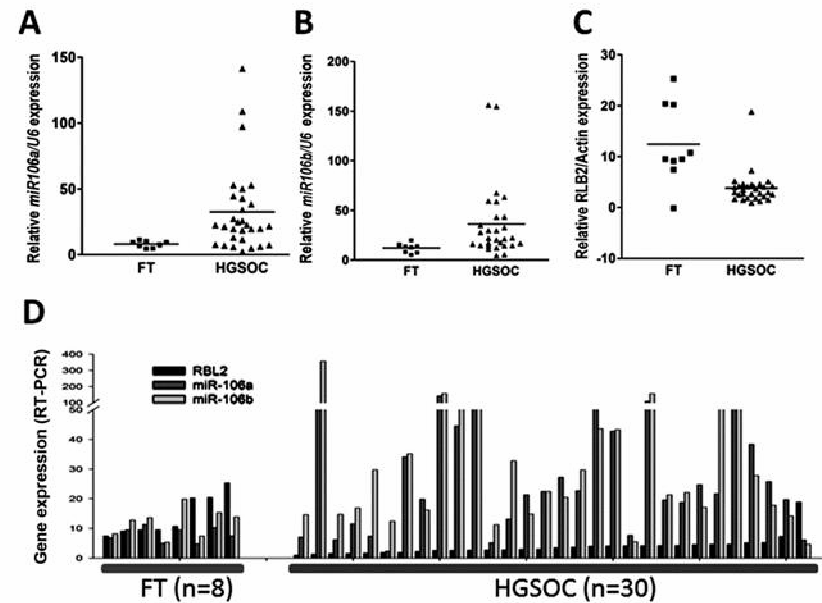 A
Relative miR106a/U6 expression
150
100
50
0
FT
HGSOC
B
Relative miR106b/U6 expression
200
150
100
50
0
FT
HGSOC
C
Relative RLB2/Actin expression
30
20
10
0
-10
FT
HGSOC
D
Gene expression (RT-PCR)
400
300
200
100
50
40
30
20
10
0
RBL2
miR-106a
miR-106b
FT (n=8)
HGSOC (n=30)